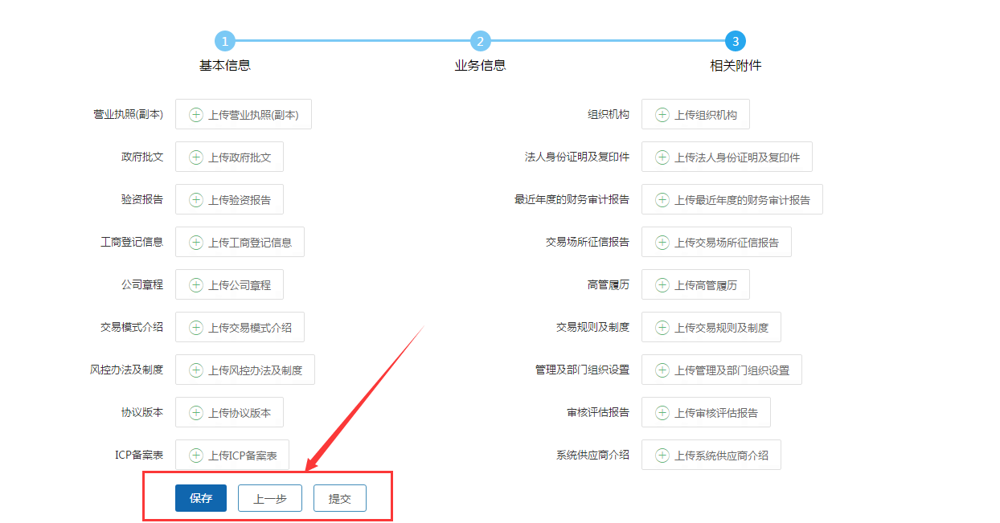 1
2
3
基本信息
业务信息
相关附件
营业执照(副本) 上传营业执照(副本) 组织机构 上传组织机构
政府批文 上传政府批文 法人身份证明及复印件 上传法人身份证明及复印件
验资报告 上传验资报告 最近年度的财务审计报告 上传最近年度的财务审计报告
工商登记信息 上传工商登记信息 交易场所征信报告 上传交易场所征信报告
公司章程 上传公司章程 高管履历 上传高管履历
交易模式介绍 上传交易模式介绍 交易规则及制度 上传交易规则及制度
风控办法及制度 上传风控办法及制度 管理及部门组织设置 上传管理及部门组织设置
协议版本 上传协议版本 审核评估报告 上传审核评估报告
ICP备案表 上传ICP备案表 系统供应商介绍 上传系统供应商介绍
保存 上一步 提交